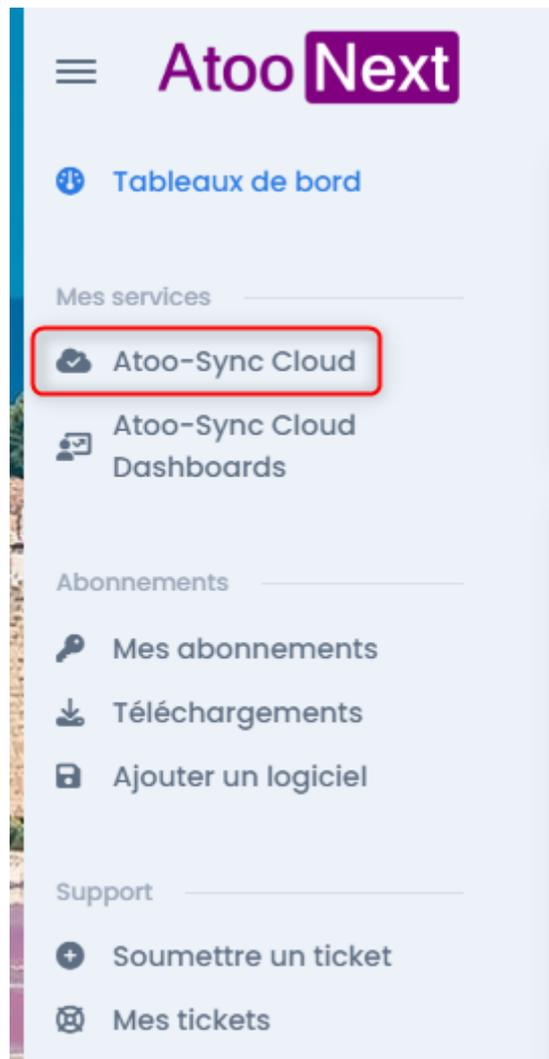 Atoo Next
Tableaux de bord
Mes services
Atoo-Sync Cloud
Atoo-Sync Cloud
Dashboards
Abonnements
Mes abonnements
Téléchargements
Ajouter un logiciel
Support
Soumettre un ticket
Mes tickets